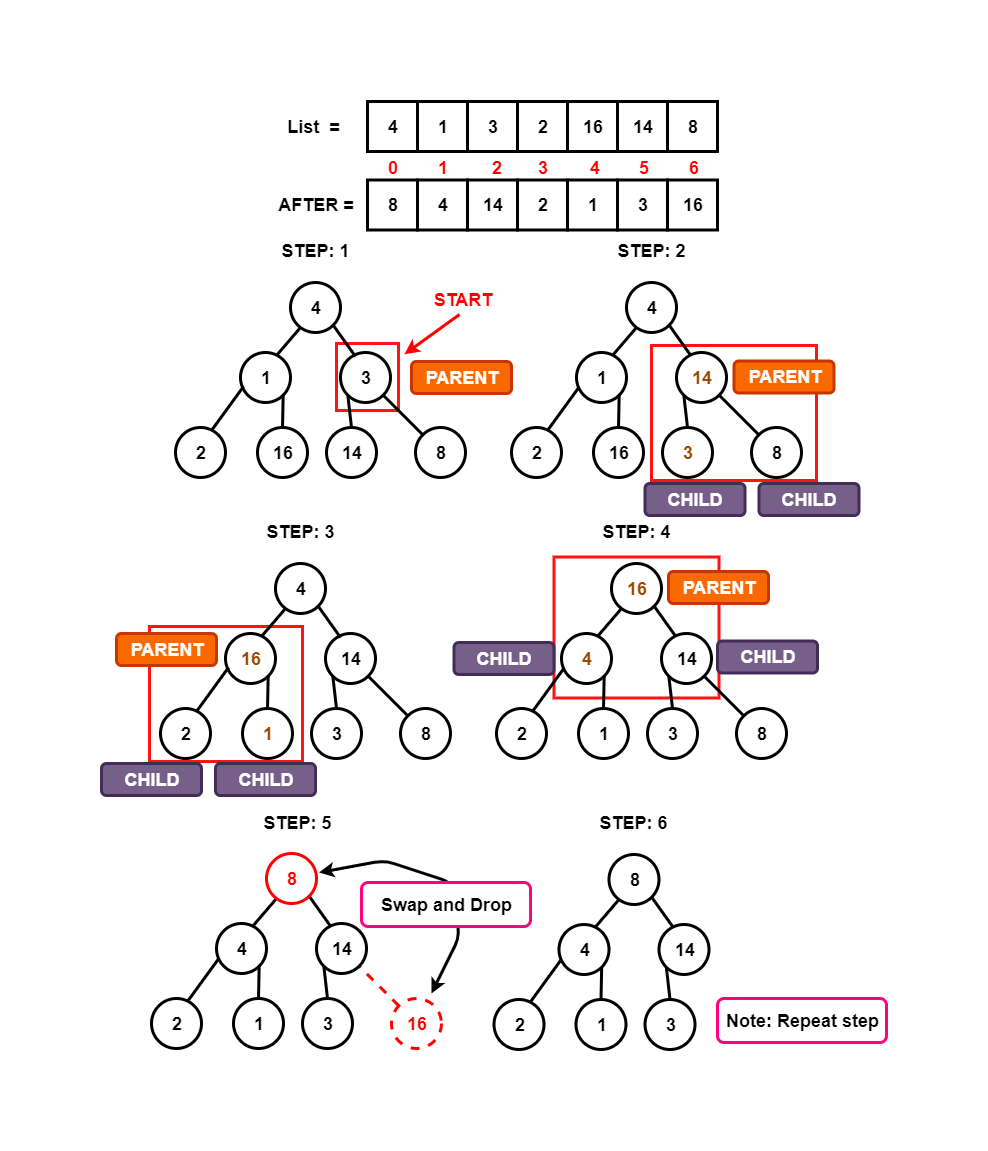 List = 4 1 3 2 16 14 8
0 1 2 3 4 5 6
AFTER = 8 4 14 2 1 3 16
STEP: 1
4
START
1 3 PARENT
2 16 14 8
STEP: 2
4
1 14 PARENT
2 16 3 8
CHILD CHILD
STEP: 3
4
PARENT 16 14
2 1 3 8
CHILD CHILD
STEP: 4
16 PARENT
CHILD 4 14 CHILD
2 1 3 8
STEP: 5
8
Swap and Drop
4 14
2 1 3 16
STEP: 6
8
4 14
2 1 3
Note: Repeat step